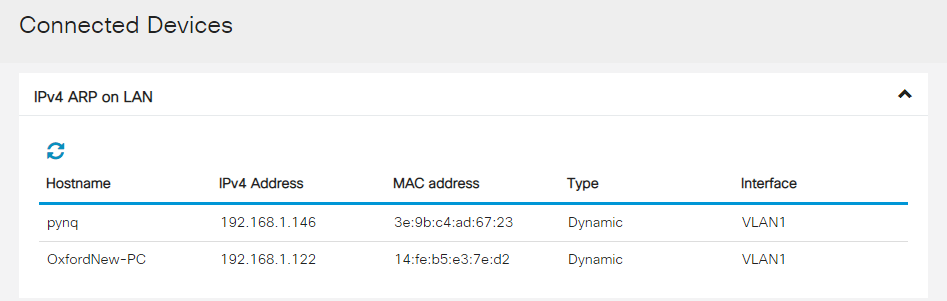 Connected Devices
IPv4 ARP on LAN
Hostname IPv4 Address MAC address Type Interface
pynq 192.168.1.146 3e:9b:c4:ad:67:23 Dynamic VLAN1
OxfordNew-PC 192.168.1.122 14:fe:b5:e3:7e:d2 Dynamic VLAN1